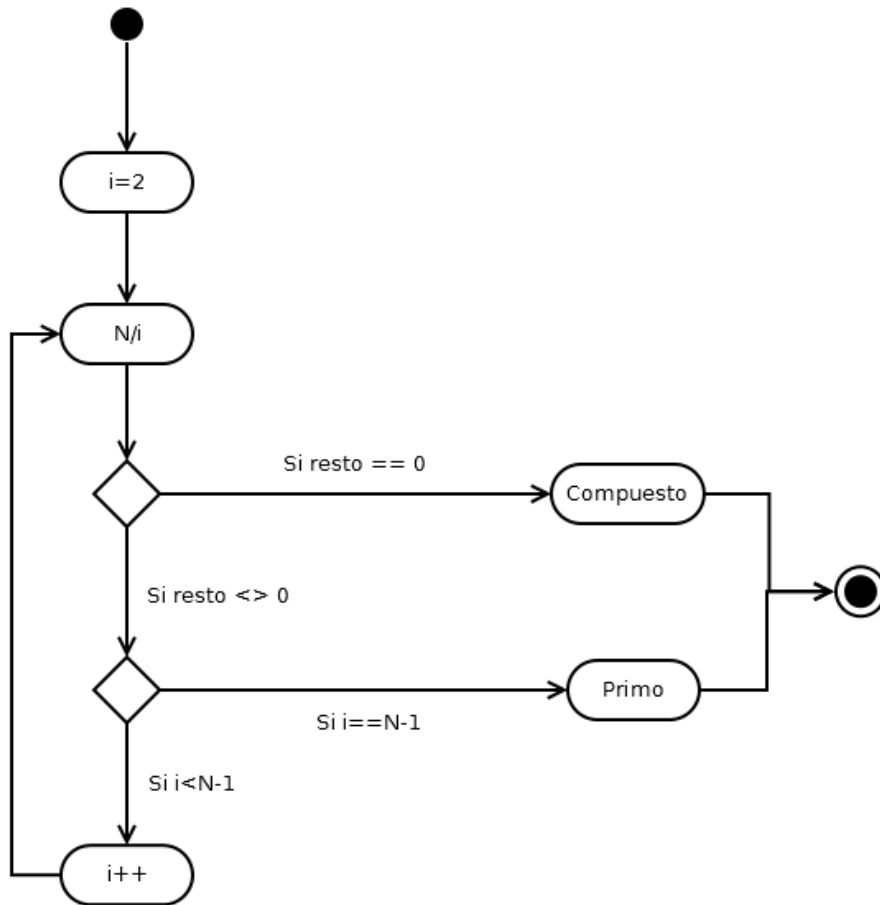 i=2
N/i
Si resto == 0
Compuesto
Si resto <> 0
Primo
Si i==N-1
Si i<N-1
i++